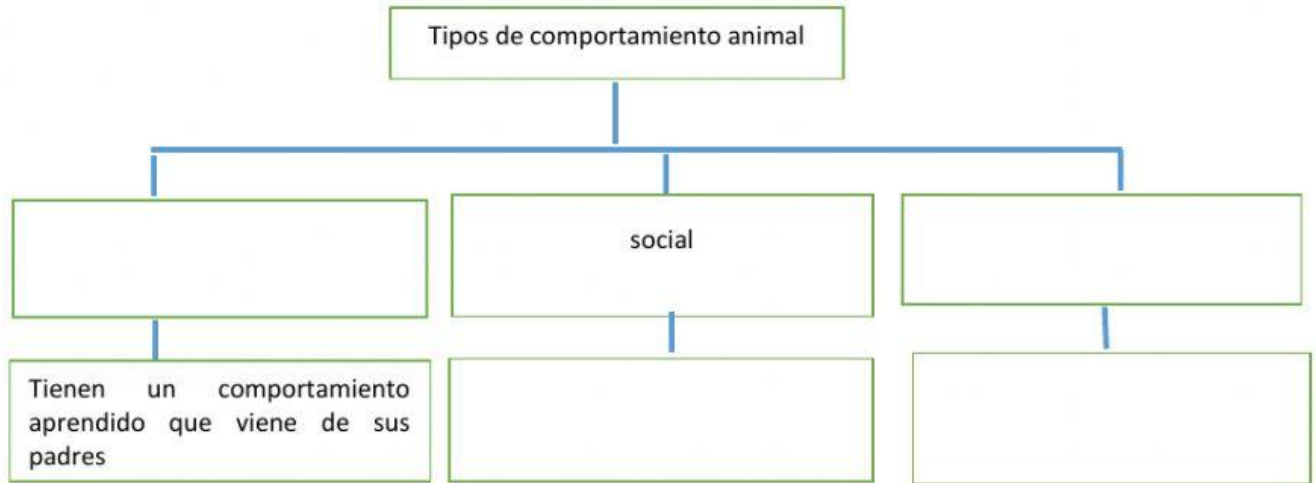 Tipos de comportamiento animal
social
Tienen un comportamiento
aprendido que viene de sus
padres